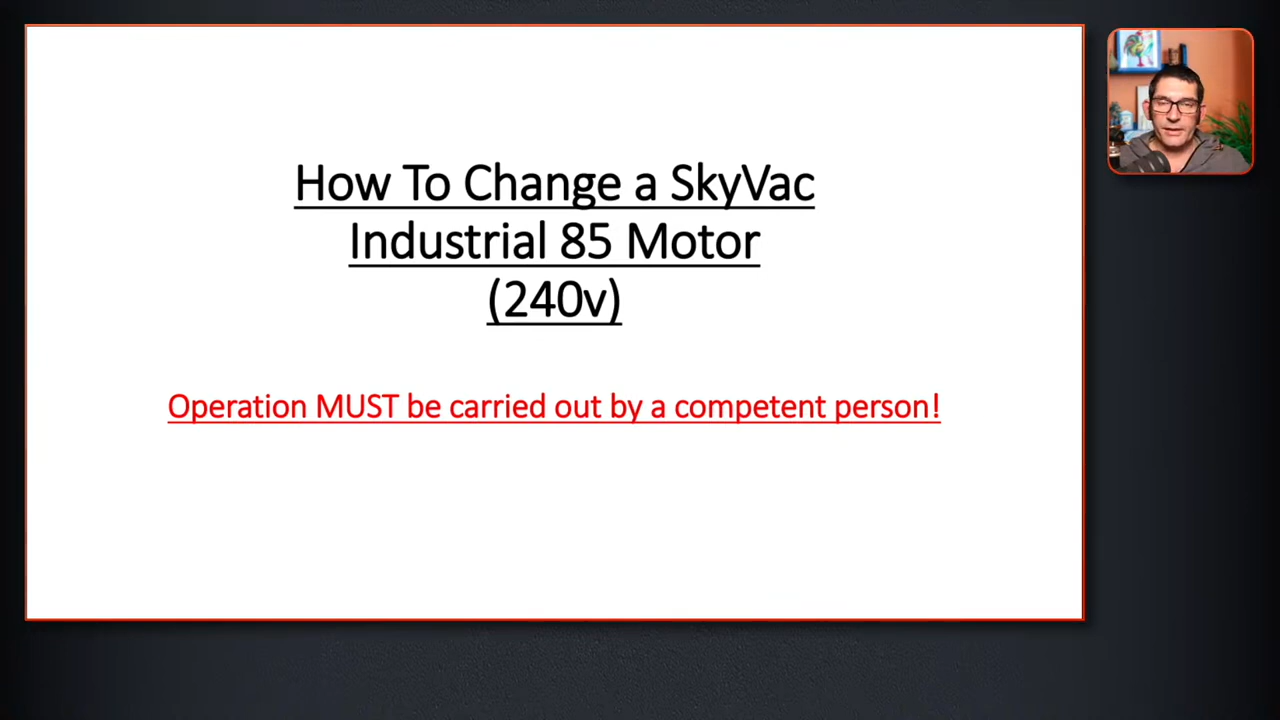 How To Change a SkyVac
Industrial 85 Motor
(240v)
Operation MUST be carried out by a competent person!